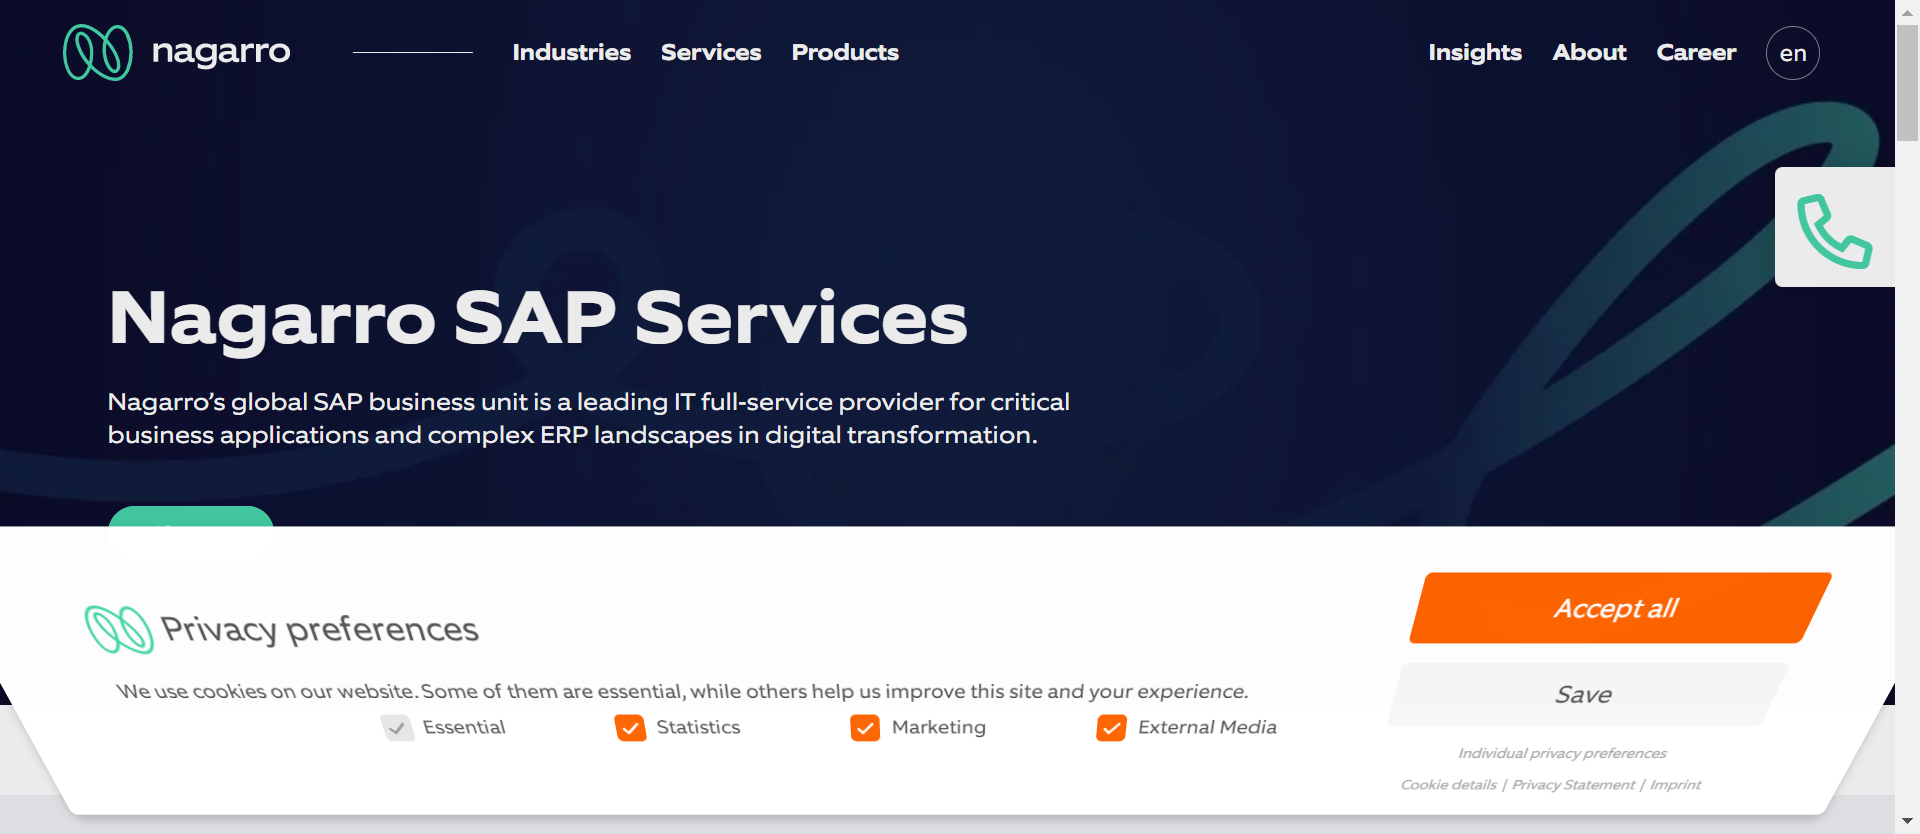 nagarro
Industries Services Products
Insights About Career en
Nagarro SAP Services
Nagarro’s global SAP business unit is a leading IT full-service provider for critical
business applications and complex ERP landscapes in digital transformation.
Privacy preferences
We use cookies on our website. Some of them are essential, while others help us improve this site and your experience.
Essential Statistics Marketing External Media
Accept all
Save
Individual privacy preferences
Cookie details | Privacy Statement | Imprint